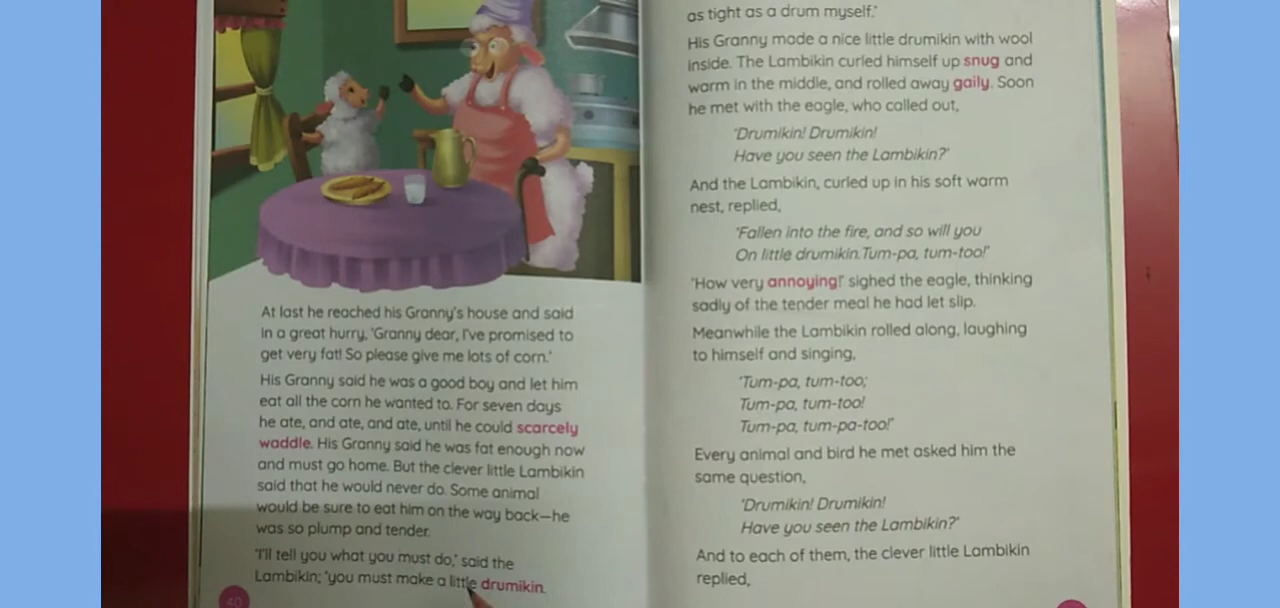 At last he reached his Granny's house and said
in a great hurry, 'Granny dear, I've promised to
get very fat! So please give me lots of corn.'
His Granny said he was a good boy and let him
eat all the corn he wanted to. For seven days
he ate, and ate, and ate, until he could scarcely
waddle. His Granny said he was fat enough now
and must go home. But the clever little Lambikin
said that he would never do. Some animal
would be sure to eat him on the way back—he
was so plump and tender.
'I'll tell you what you must do,' said the
Lambikin; 'you must make a little drumikin.
40
as tight as a drum myself.'
His Granny made a nice little drumikin with wool
inside. The Lambikin curled himself up snug and
warm in the middle, and rolled away gaily. Soon
he met with the eagle, who called out,
'Drumikin! Drumikin!
Have you seen the Lambikin?'
And the Lambikin, curled up in his soft warm
nest, replied,
'Fallen into the fire, and so will you
On little drumikin.Tum-pa, tum-too!'
'How very annoying!' sighed the eagle, thinking
sadly of the tender meal he had let slip.
Meanwhile the Lambikin rolled along, laughing
to himself and singing,
'Tum-pa, tum-too;
Tum-pa, tum-too!
Tum-pa, tum-pa-too!'
Every animal and bird he met asked him the
same question,
'Drumikin! Drumikin!
Have you seen the Lambikin?'
And to each of them, the clever little Lambikin
replied,